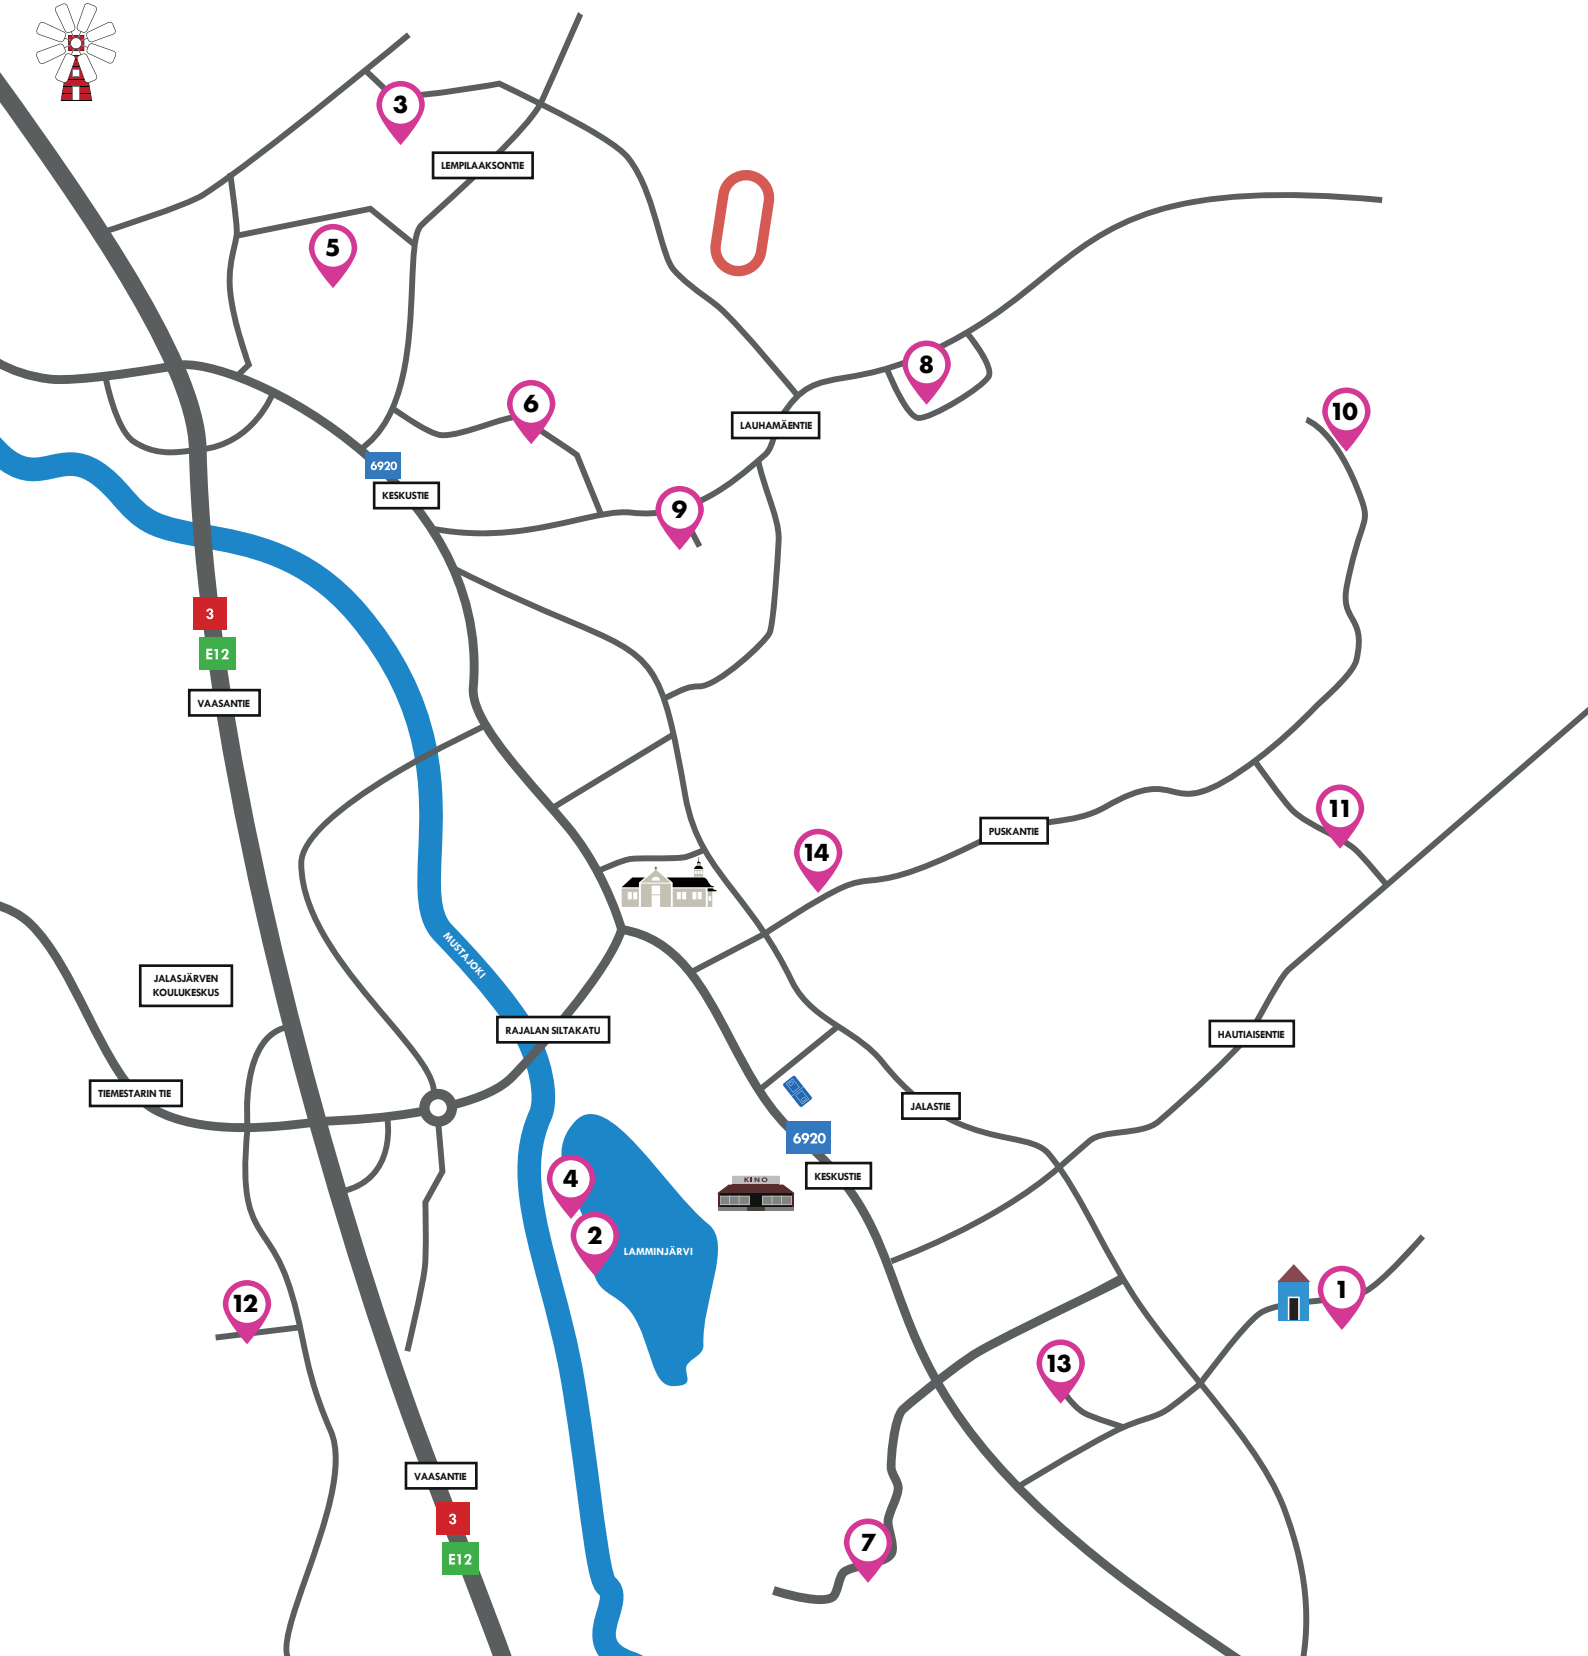 3
LEMPILAAKSONTIE
5
8
6
10
LAUHAMÄENTIE
6920
KESKUSTIE
9
3
E12
VAASANTIE
11
PUSKANTIE
14
MUSTAJOKI
JALASJÄRVEN
KOULUKESKUS
RAJALAN SILTAKATU
HAUTIAISENTIE
TIEMESTARIN TIE
JALASTIE
6920
KESKUSTIE
KINO
4
2
LAMMINJÄRVI
1
12
13
VAASANTIE
3
E12
7